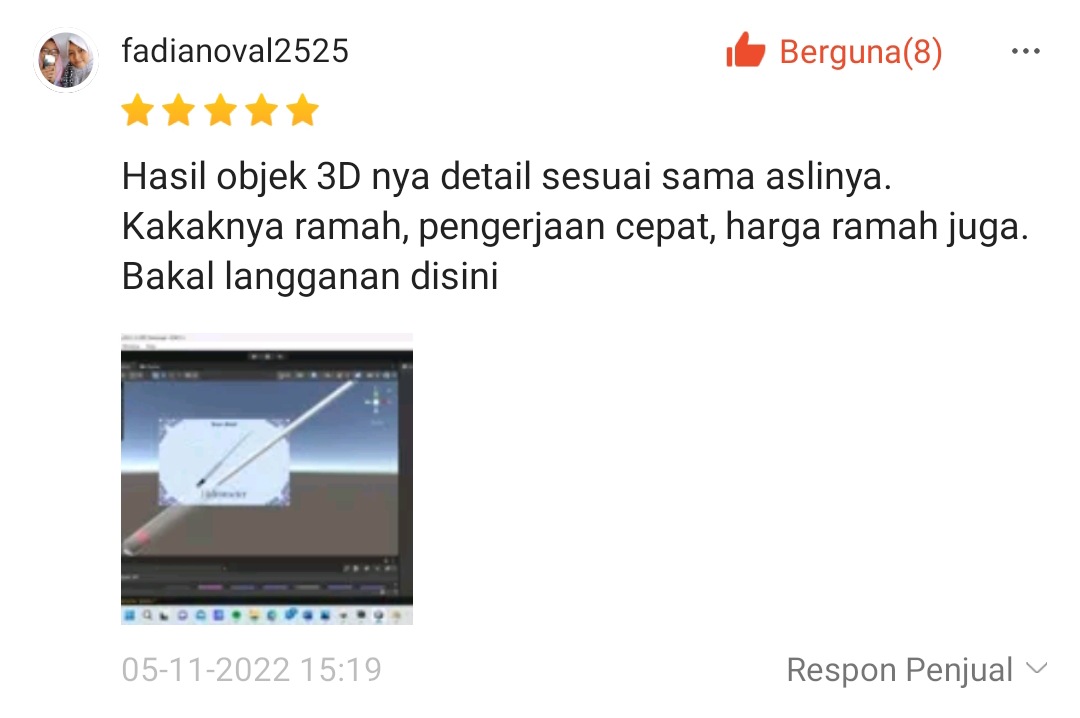 fadianoval2525
Berguna(8)
Hasil objek 3D nya detail sesuai sama aslinya.
Kakaknya ramah, pengerjaan cepat, harga ramah juga.
Bakal langganan disini
05-11-2022 15:19
Respon Penjual